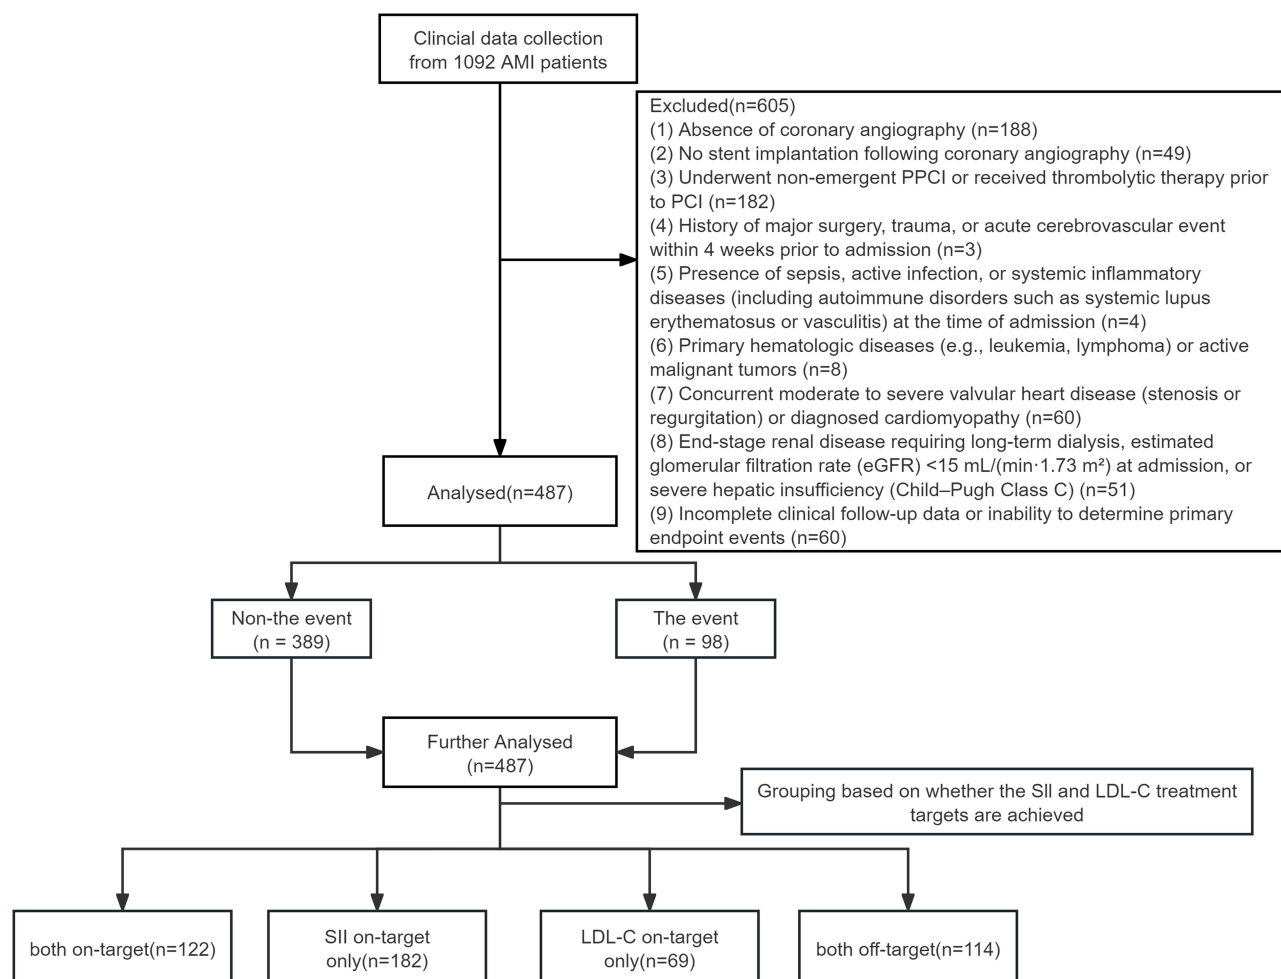 Clincial data collection
from 1092 AMI patients
Excluded(n=605)
(1) Absence of coronary angiography (n=188)
(2) No stent implantation following coronary angiography (n=49)
(3) Underwent non-emergent PPCI or received thrombolytic therapy prior
to PCI (n=182)
(4) History of major surgery, trauma, or acute cerebrovascular event
within 4 weeks prior to admission (n=3)
(5) Presence of sepsis, active infection, or systemic inflammatory
diseases (including autoimmune disorders such as systemic lupus
erythematosus or vasculitis) at the time of admission (n=4)
(6) Primary hematologic diseases (e.g., leukemia, lymphoma) or active
malignant tumors (n=8)
(7) Concurrent moderate to severe valvular heart disease (stenosis or
regurgitation) or diagnosed cardiomyopathy (n=60)
(8) End-stage renal disease requiring long-term dialysis, estimated
glomerular filtration rate (eGFR) <15 mL/(min·1.73 m²) at admission, or
severe hepatic insufficiency (Child–Pugh Class C) (n=51)
(9) Incomplete clinical follow-up data or inability to determine primary
endpoint events (n=60)
Analysed(n=487)
Non-the event
(n = 389)
The event
(n = 98)
Further Analysed
(n=487)
Grouping based on whether the SII and LDL-C treatment
targets are achieved
both on-target(n=122)
SII on-target
only(n=182)
LDL-C on-target
only(n=69)
both off-target(n=114)